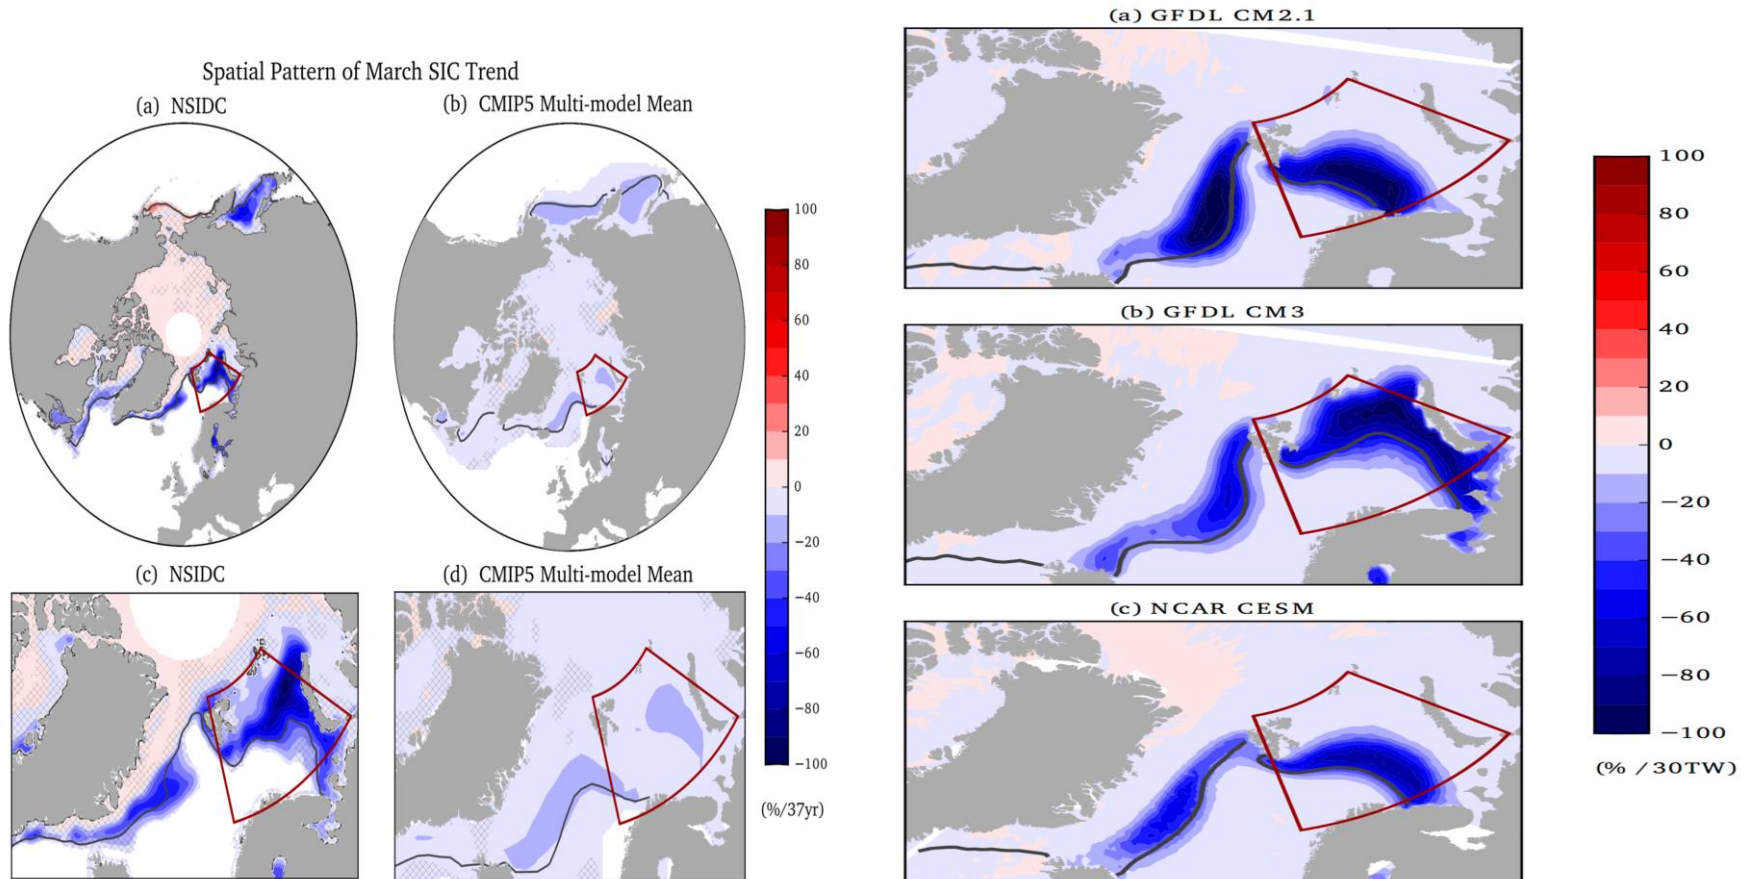 Spatial Pattern of March SIC Trend
(a) NSIDC
(b) CMIP5 Multi-model Mean
100
80
60
40
20
0
−20
−40
−60
−80
−100
(%/37yr)
(c) NSIDC
(d) CMIP5 Multi-model Mean
(a) GFDL CM2.1
(b) GFDL CM3
(c) NCAR CESM
100
80
60
40
20
0
−20
−40
−60
−80
−100
(% /30TW)